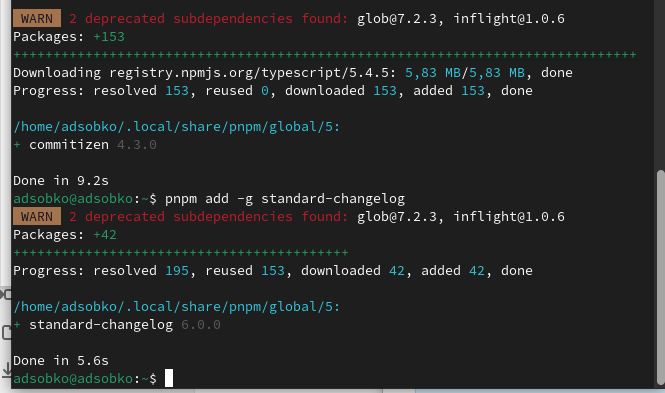 WARN 2 deprecated subdependencies found: glob@7.2.3, inflight@1.0.6
Packages: +153
++++++++++++++++++++++++++++++++++++++++++++++++++++++++++++++++++++++++++++++
Downloading registry.npmjs.org/typescript/5.4.5: 5,83 MB/5,83 MB, done
Progress: resolved 153, reused 0, downloaded 153, added 153, done
/home/adsobko/.local/share/pnpm/global/5:
+ commitizen 4.3.0
Done in 9.2s
adsobko@adsobko:~$ pnpm add -g standard-changelog
WARN 2 deprecated subdependencies found: glob@7.2.3, inflight@1.0.6
Packages: +42
++++++++++++++++++++++++++++++++++++++++++
Progress: resolved 195, reused 153, downloaded 42, added 42, done
/home/adsobko/.local/share/pnpm/global/5:
+ standard-changelog 6.0.0
Done in 5.6s
adsobko@adsobko:~$